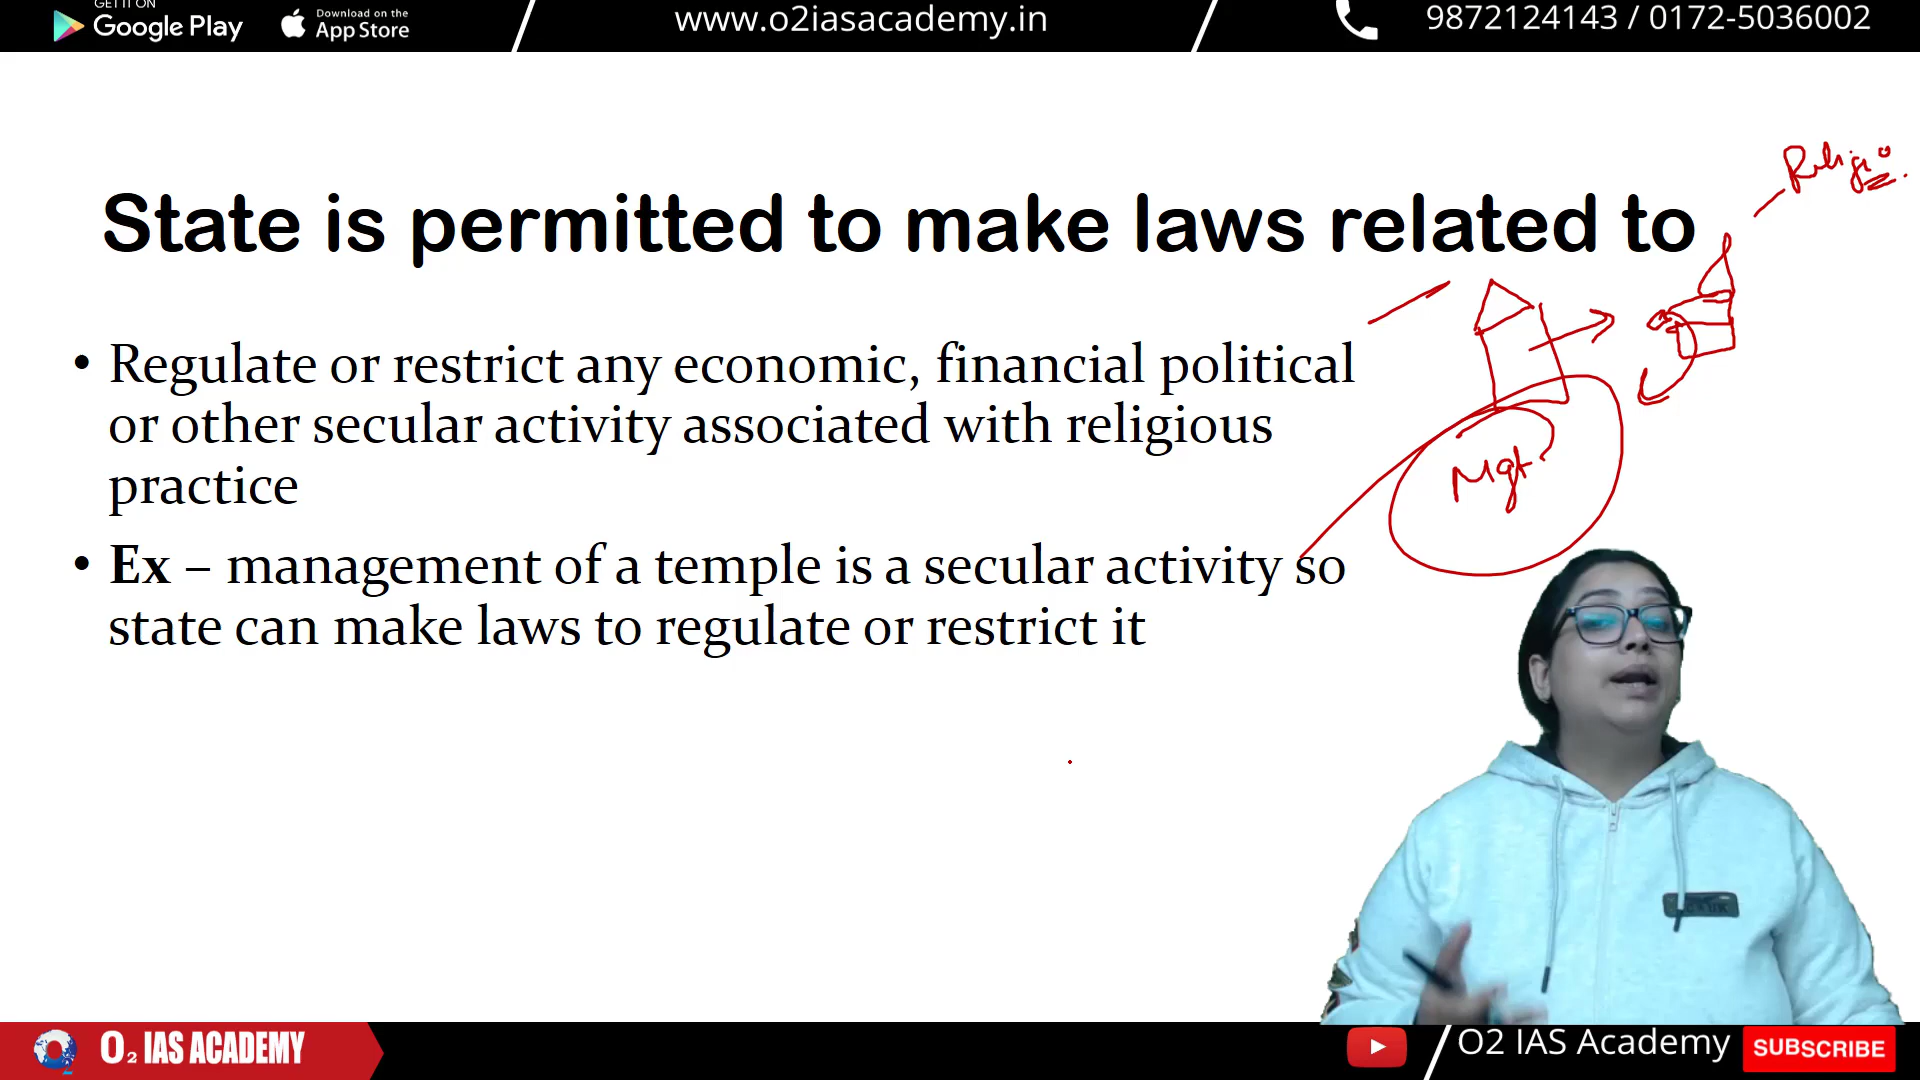 GET IT ON
Google Play
Download on the
App Store
www.o2iasacademy.in
9872124143 / 0172-5036002
Religio
State is permitted to make laws related to
• Regulate or restrict any economic, financial political
or other secular activity associated with religious
practice
Mgt
• Ex – management of a temple is a secular activity so
state can make laws to regulate or restrict it
O2 IAS ACADEMY
O2 IAS Academy
SUBSCRIBE